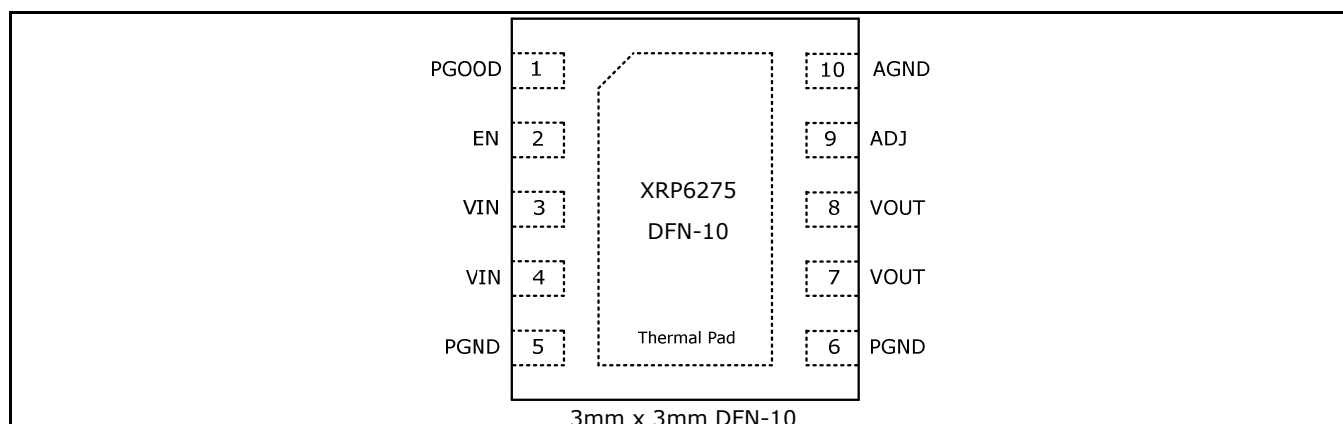 PGOOD 1 10 AGND
EN 2 9 ADJ
VIN 3 XRP6275 8 VOUT
DFN-10
VIN 4 7 VOUT
PGND 5 Thermal Pad 6 PGND
3mm x 3mm DFN-10